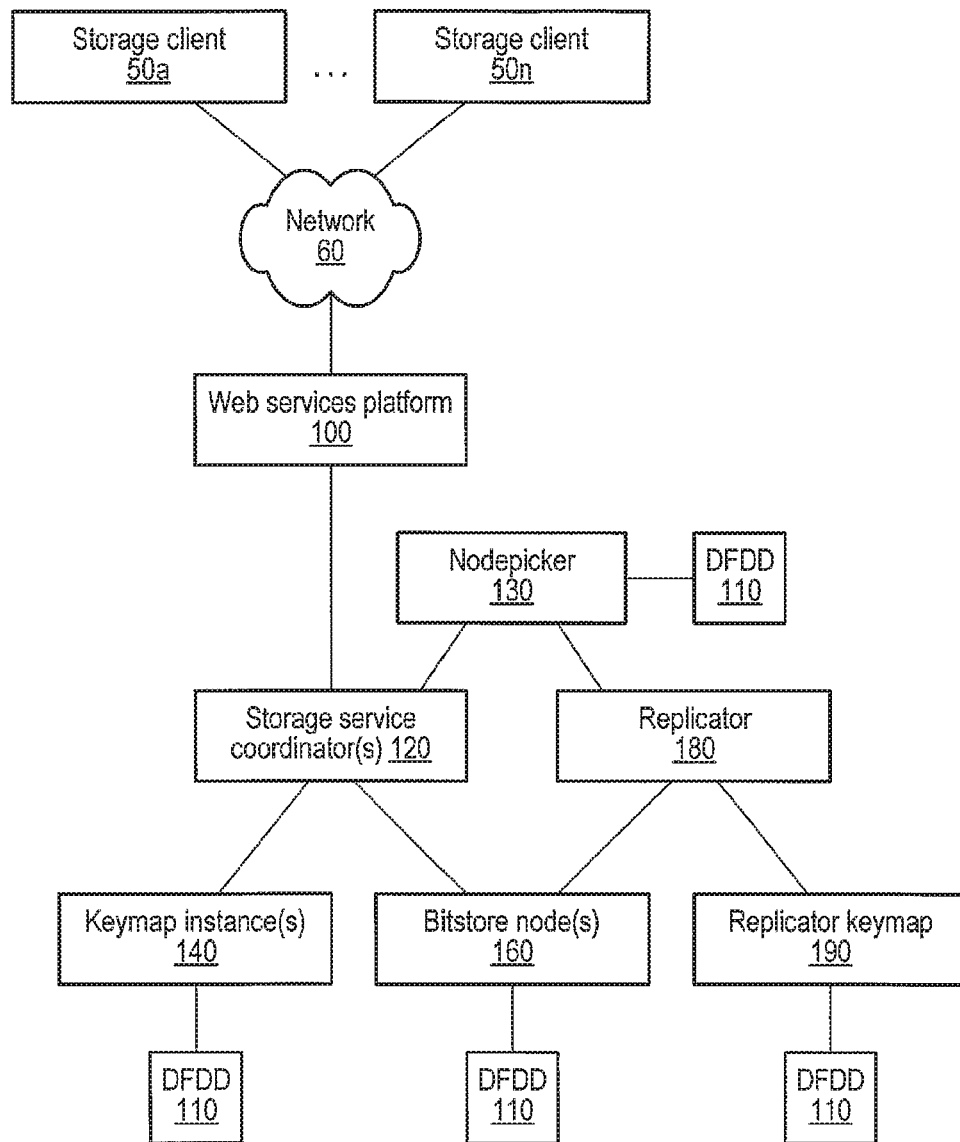 Storage client
50a
...
Storage client
50n
Network
60
Web services platform
100
Nodepicker
130
DFDD
110
Storage service
coordinator(s) 120
Replicator
180
Keymap instance(s)
140
Bitstore node(s)
160
Replicator keymap
190
DFDD
110
DFDD
110
DFDD
110